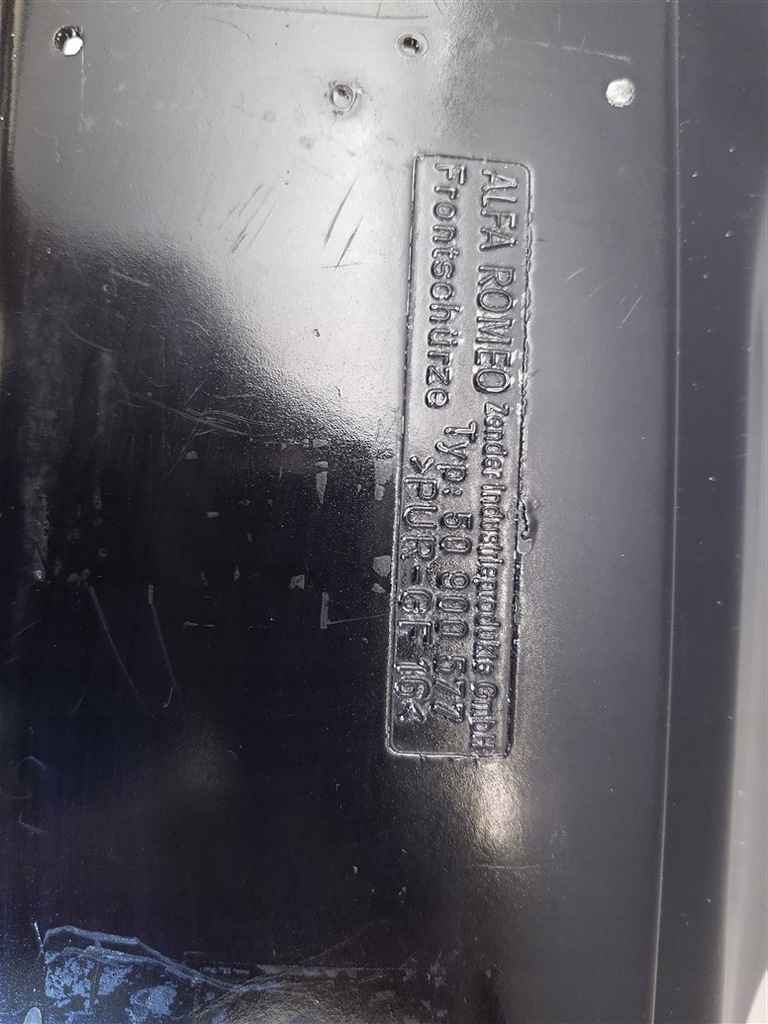 ALFA ROMEO Zender Industrieprodukte GmbH
Frontschürze Typ: 50 900 577
>PUR-GF 16<